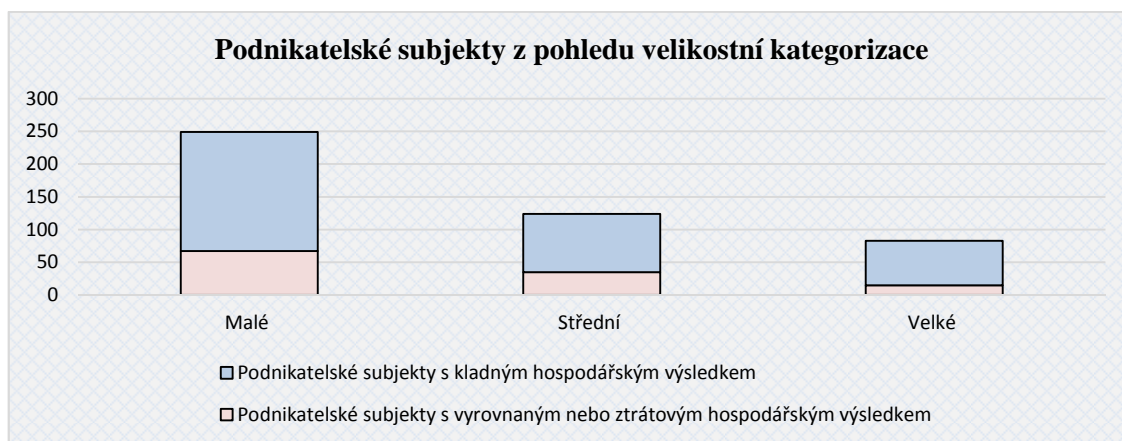 Podnikatelské subjekty z pohledu velikostní kategorizace
300
250
200
150
100
50
0
Malé
Střední
Velké
Podnikatelské subjekty s kladným hospodářským výsledkem
Podnikatelské subjekty s vyrovnaným nebo ztrátovým hospodářským výsledkem